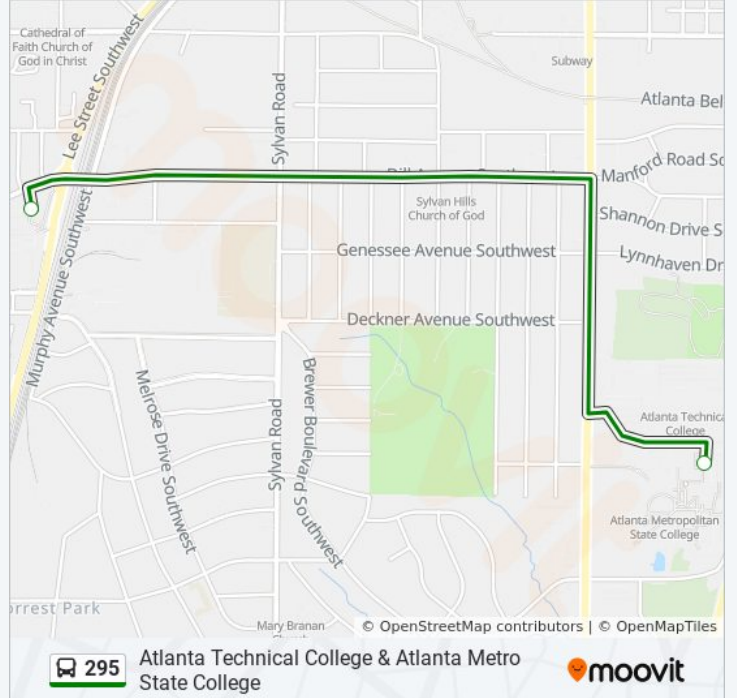 Cathedral of
Faith Church of
God in Christ
Lee Street Southwest
Sylvan Road
Subway
Atlanta Bel
Manford Road So
Sylvan Hills
Church of God
Shannon Drive S
Genessee Avenue Southwest
Lynnhaven Dr
Murphy Avenue Southwest
Deckner Avenue Southwest
Melrose Drive Southwest
Brewer Boulevard Southwest
Sylvan Road
Atlanta Technica
College
Atlanta Metropolitan
State College
orrest Park
Mary Branan
© OpenStreetMap contributors | © OpenMapTiles
295
Atlanta Technical College & Atlanta Metro
State College
moovit
moovit